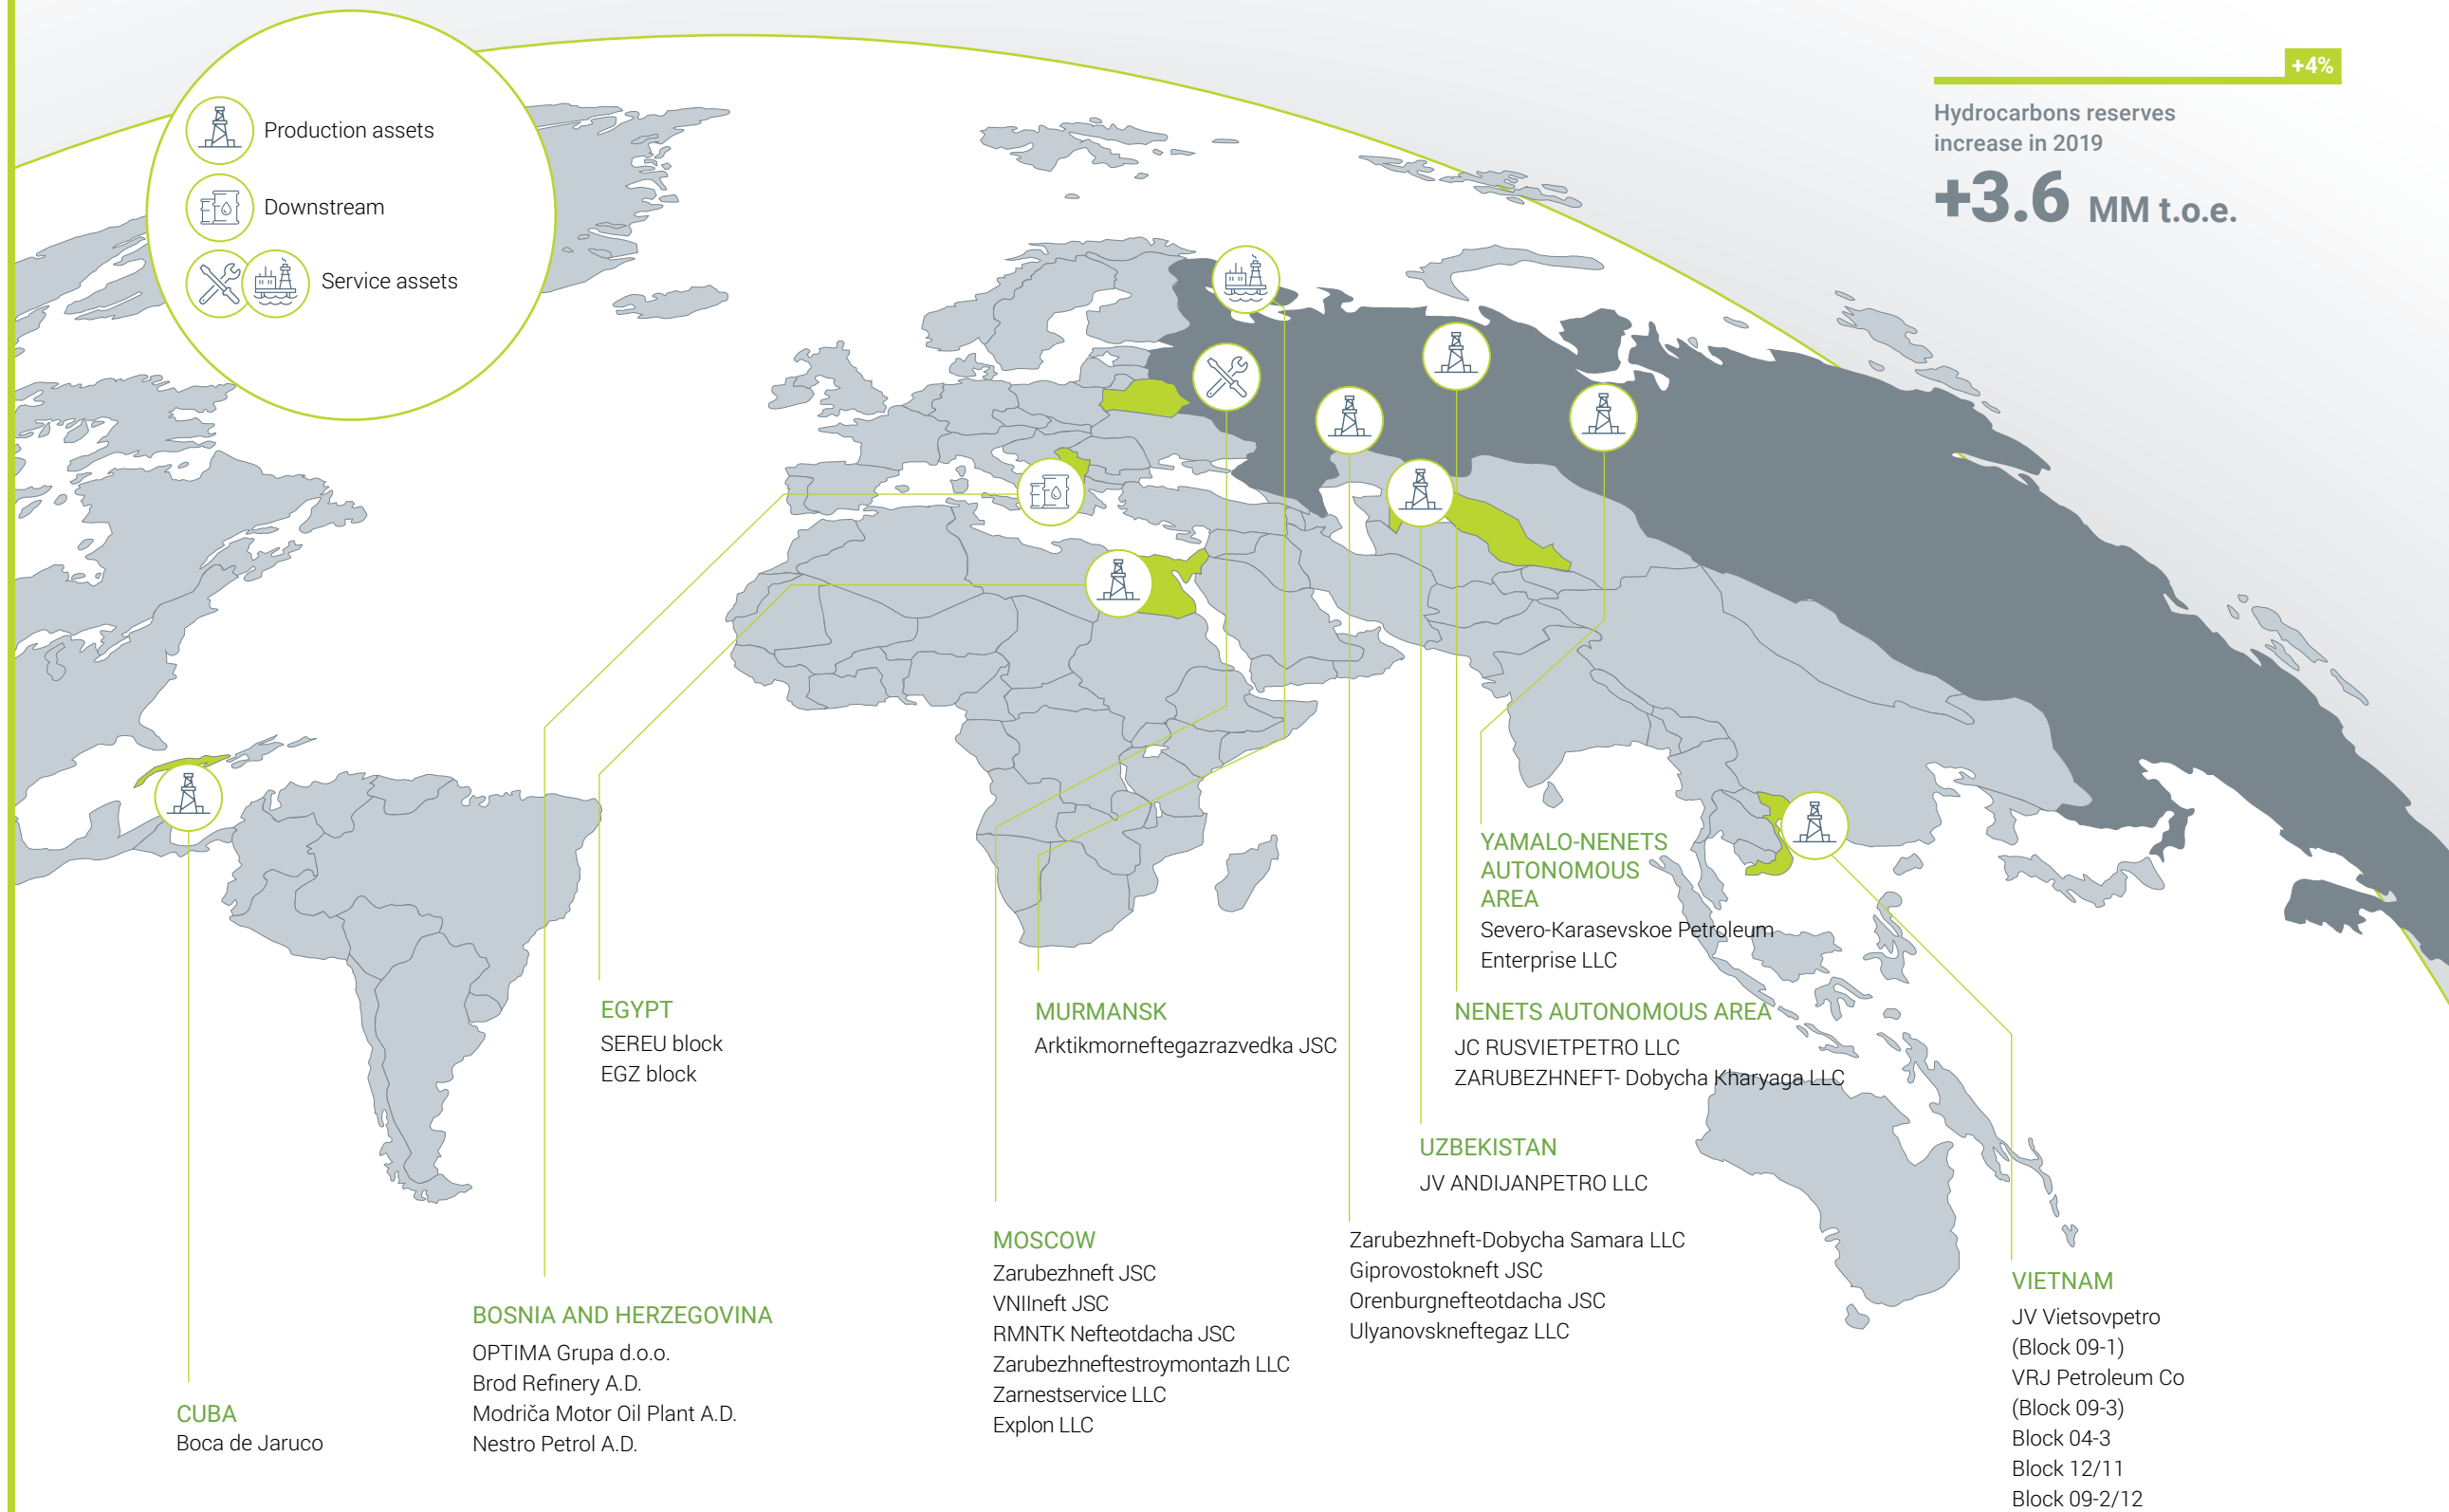 Production assets
Downstream
Service assets
+4%
Hydrocarbons reserves
increase in 2019
+3.6 MM t.o.e.
YAMALO-NENETS
AUTONOMOUS
AREA
Severo-Karasevskoe Petroleum
Enterprise LLC
EGYPT
SEREU block
EGZ block
MURMANSK
Arktikmorneftegazrazvedka JSC
NENETS AUTONOMOUS AREA
JC RUSVIETPETRO LLC
ZARUBEZHNEFT- Dobycha Kharyaga LLC
UZBEKISTAN
JV ANDIJANPETRO LLC
MOSCOW
Zarubezhneft JSC
VNIIneft JSC
RMNTK Nefteotdacha JSC
Zarubezhneftestroymontazh LLC
Zarnestservice LLC
Explon LLC
Zarubezhneft-Dobycha Samara LLC
Giprovostokneft JSC
Orenburgnefteotdacha JSC
Ulyanovskneftegaz LLC
VIETNAM
JV Vietsovpetro
(Block 09-1)
VRJ Petroleum Co
(Block 09-3)
Block 04-3
Block 12/11
Block 09-2/12
BOSNIA AND HERZEGOVINA
OPTIMA Grupa d.o.o.
Brod Refinery A.D.
Modriča Motor Oil Plant A.D.
Nestro Petrol A.D.
CUBA
Boca de Jaruco